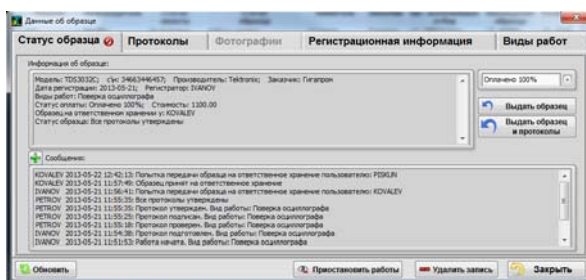 Данные об образце
Статус образца
Протоколы
Фотографии
Регистрационная информация
Виды работ
Информация об образце:
Модель: TDS3032C; с\н: 34663446457; Производитель: Tektronix; Заказчик: Гипрпром
Дата регистрации: 2013-05-21; Регистратор: IVANOV
Виды работ: Поверка осциллографа
Статус оплаты: Оплачено 100%; Стоимость: 1100.00
Образец на ответственном хранении у: KOVALEV
Статус образца: Все протоколы утверждены
Оплачено 100%
Выдать образец
Выдать образец и протоколы
Сообщения:
KOVALEV 2013-05-22 12:42:13: Попытка передачи образца на ответственное хранение пользователю: PISKUN
KOVALEV 2013-05-21 11:57:49: Образец принят на ответственное хранение
IVANOV 2013-05-21 11:56:41: Попытка передачи образца на ответственное хранение пользователю: KOVALEV
PETROV 2013-05-21 11:55:35: Все протоколы утверждены
PETROV 2013-05-21 11:55:35: Протокол утвержден. Вид работы: Поверка осциллографа
PETROV 2013-05-21 11:55:25: Протокол подписан. Вид работы: Поверка осциллографа
PETROV 2013-05-21 11:55:18: Протокол проверен. Вид работы: Поверка осциллографа
IVANOV 2013-05-21 11:54:38: Протокол подготовлен. Вид работы: Поверка осциллографа
IVANOV 2013-05-21 11:51:53: Работа начата. Вид работы: Поверка осциллографа
Обновить
Приостановить работы
Удалить запись
Закрыть